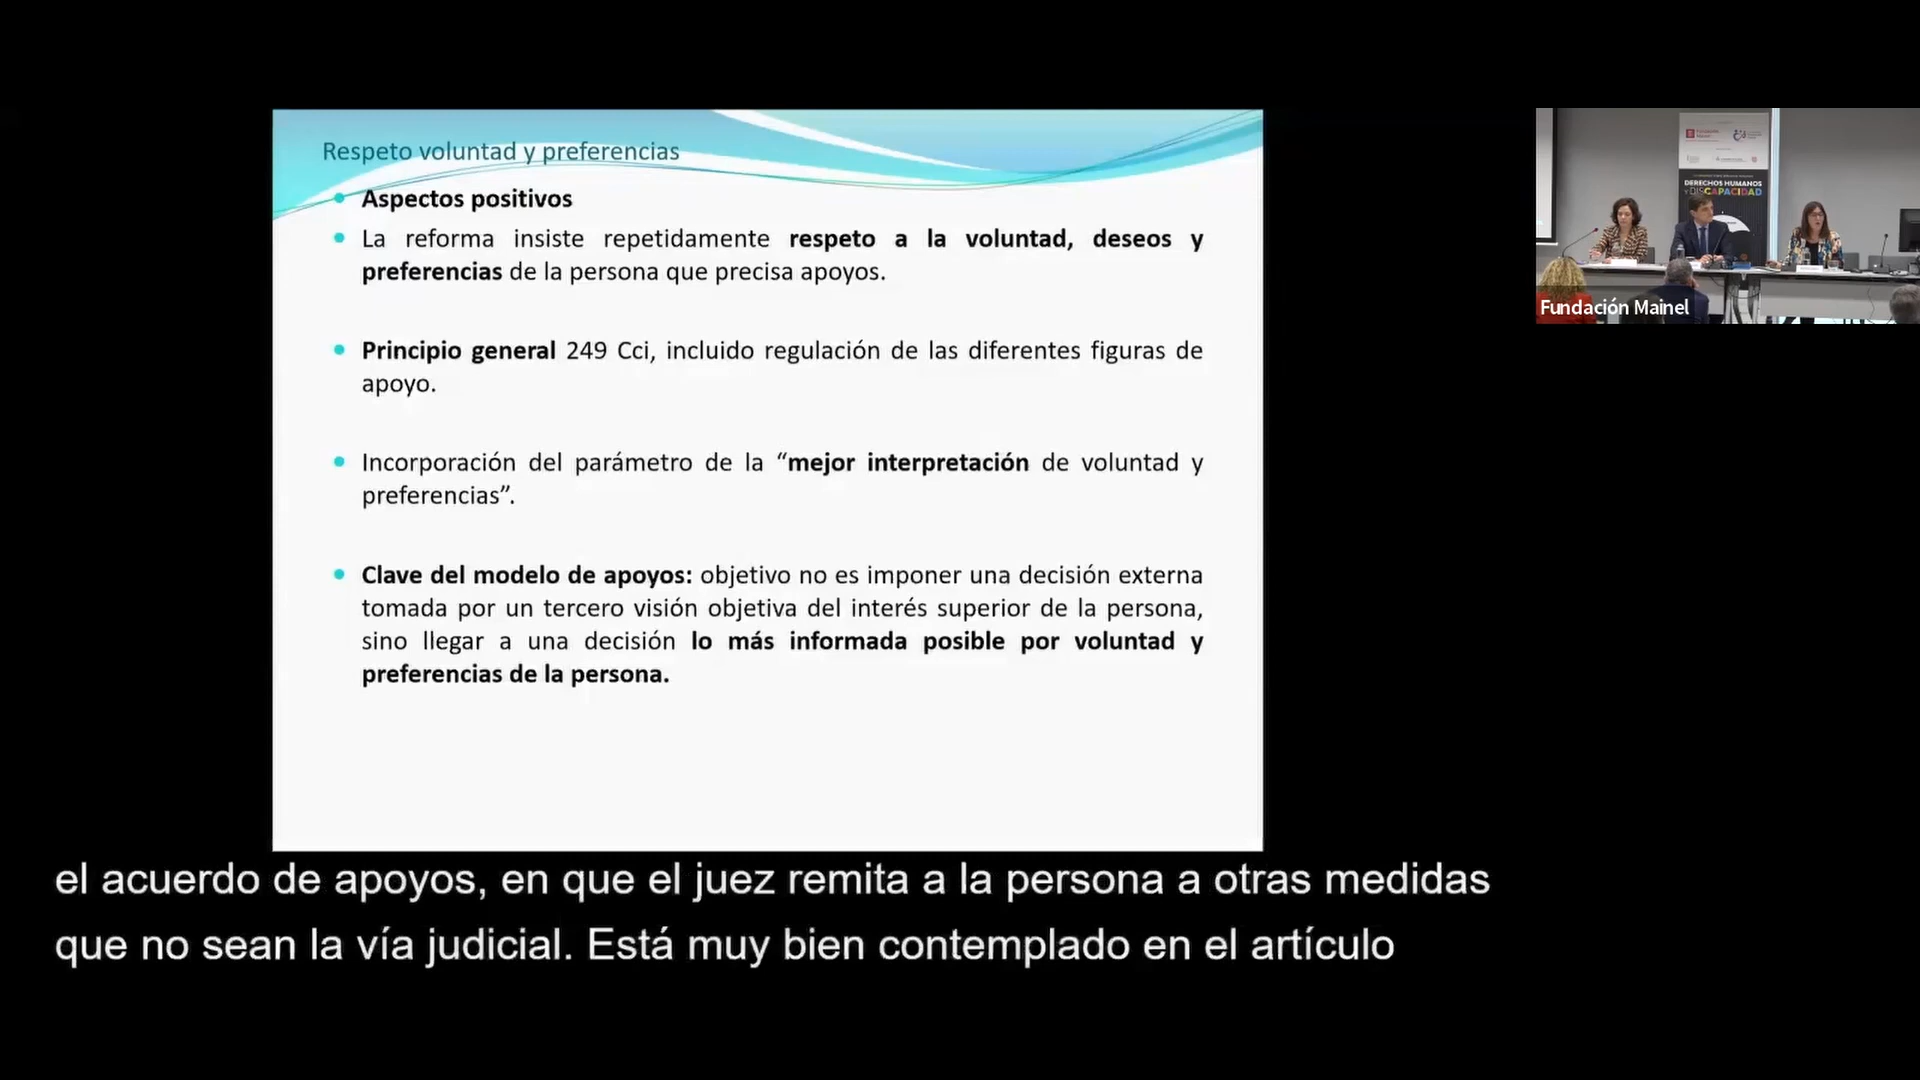 Respeto voluntad y preferencias
Aspectos positivos
La reforma insiste repetidamente respeto a la voluntad, deseos y
preferencias de la persona que precisa apoyos.
Principio general 249 Cci, incluido regulación de las diferentes figuras de
apoyo.
Incorporación del parámetro de la “mejor interpretación de voluntad y
preferencias”.
Clave del modelo de apoyos: objetivo no es imponer una decisión externa
tomada por un tercero visión objetiva del interés superior de la persona,
sino llegar a una decisión lo más informada posible por voluntad y
preferencias de la persona.
DERECHOS HUMANOS
Y DISCAPACIDAD
Fundación Mainel
el acuerdo de apoyos, en que el juez remita a la persona a otras medidas
que no sean la vía judicial. Está muy bien contemplado en el artículo